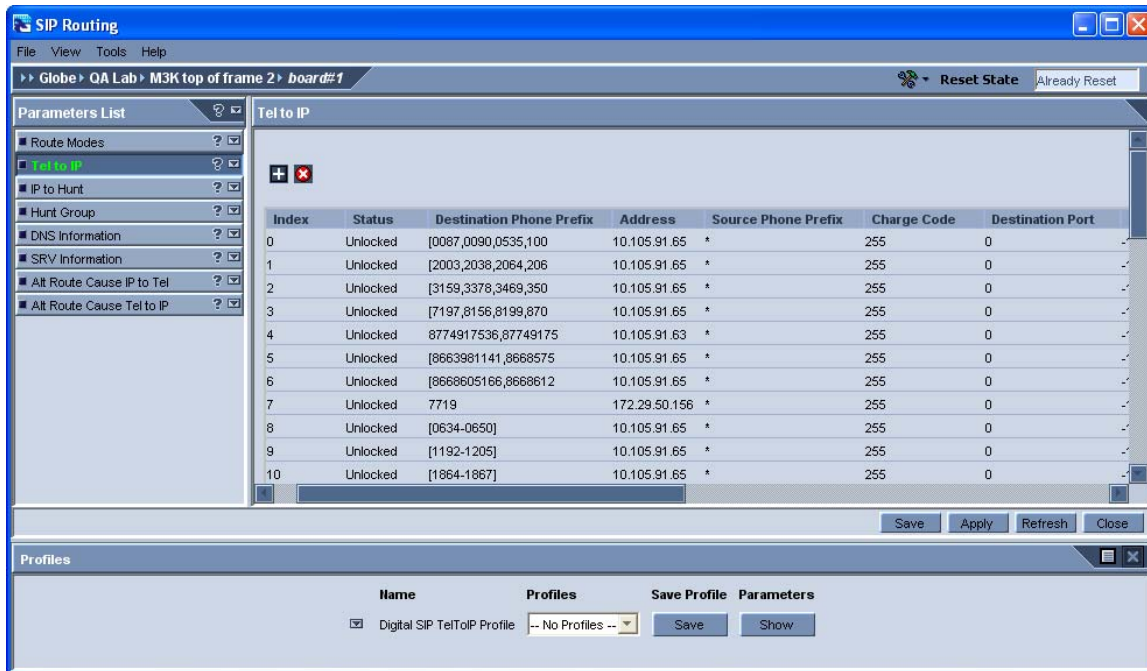 SIP Routing
File View Tools Help
Globe QA Lab M3K top of frame 2 board#1
Reset State Already Reset
Parameters List
Route Modes ?
Tel to IP ?
IP to Hunt ?
Hunt Group ?
DNS Information ?
SRV Information ?
Alt Route Cause IP to Tel ?
Alt Route Cause Tel to IP ?
Tel to IP
Index Status Destination Phone Prefix Address Source Phone Prefix Charge Code Destination Port
0 Unlocked [0087,0090,0535,100 10.105.91.65 * 255 0
1 Unlocked [2003,2038,2064,206 10.105.91.65 * 255 0
2 Unlocked [3159,3378,3469,350 10.105.91.65 * 255 0
3 Unlocked [7197,8156,8199,870 10.105.91.65 * 255 0
4 Unlocked 8774917536,87749175 10.105.91.63 * 255 0
5 Unlocked [8663981141,8668575 10.105.91.65 * 255 0
6 Unlocked [8668605166,8668612 10.105.91.65 * 255 0
7 Unlocked 7719 172.29.50.156 * 255 0
8 Unlocked [0634-0650] 10.105.91.65 * 255 0
9 Unlocked [1192-1205] 10.105.91.65 * 255 0
10 Unlocked [1864-1867] 10.105.91.65 * 255 0
Save Apply Refresh Close
Profiles
Name Profiles Save Profile Parameters
Digital SIP TelToIP Profile -- No Profiles -- Save Show